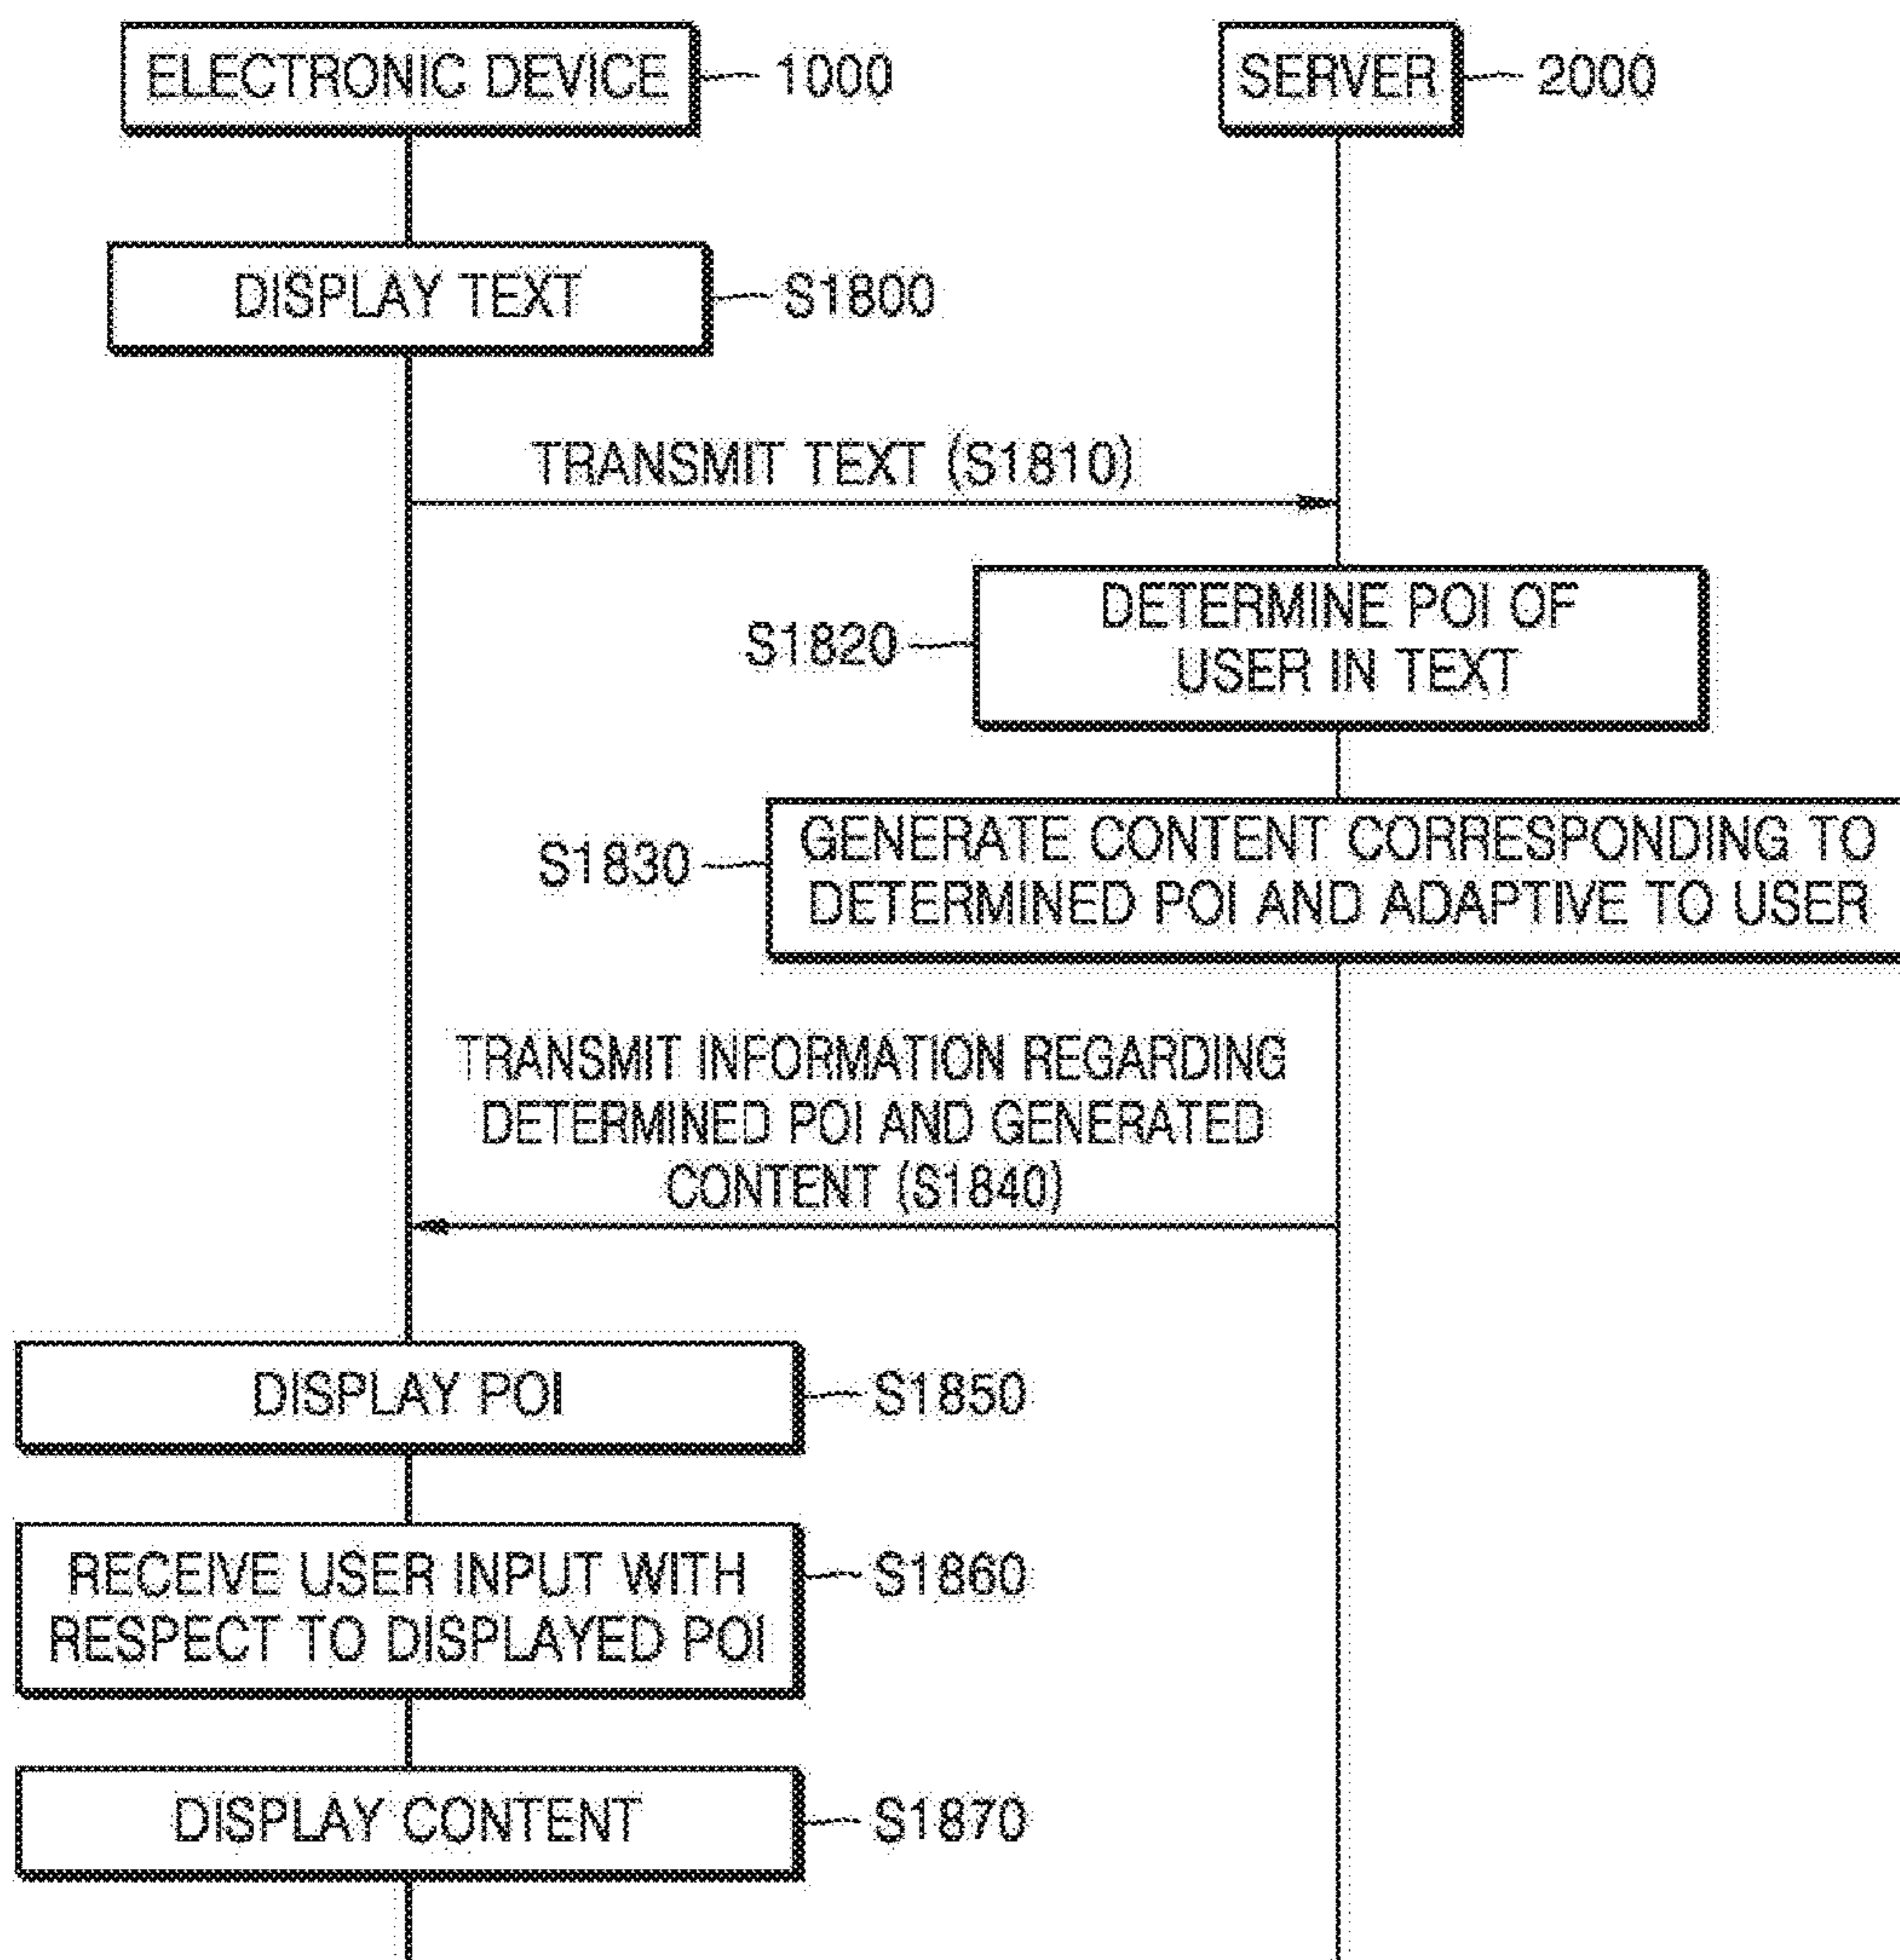 ELECTRONIC DEVICE 1000
SERVER 2000
DISPLAY TEXT S1800
TRANSMIT TEXT (S1810)
S1820
DETERMINE POI OF
USER IN TEXT
S1830
GENERATE CONTENT CORRESPONDING TO
DETERMINED POI AND ADAPTIVE TO USER
TRANSMIT INFORMATION REGARDING
DETERMINED POI AND GENERATED
CONTENT (S1840)
DISPLAY POI S1850
RECEIVE USER INPUT WITH
RESPECT TO DISPLAYED POI
S1860
DISPLAY CONTENT S1870